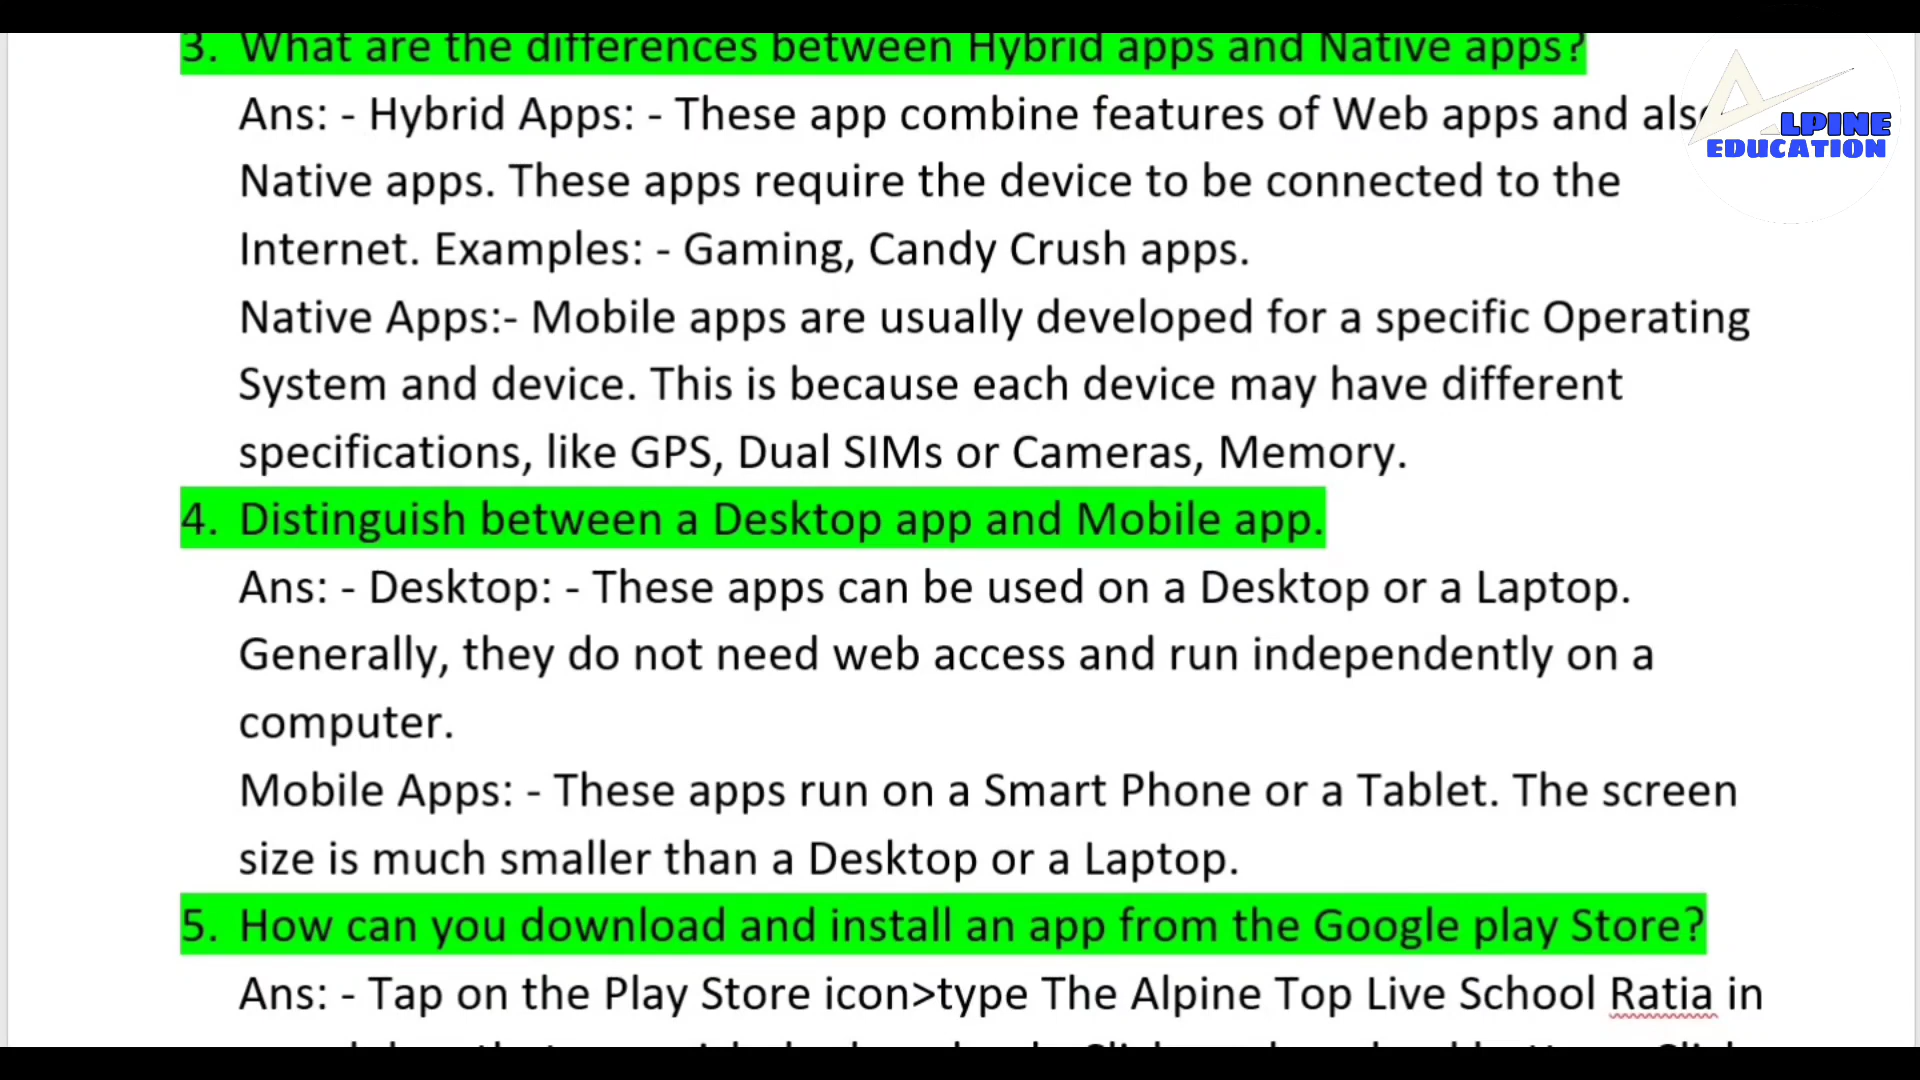 3. What are the differences between Hybrid apps and Native apps?
Ans: - Hybrid Apps: - These app combine features of Web apps and also
Native apps. These apps require the device to be connected to the
Internet. Examples: - Gaming, Candy Crush apps.
Native Apps:- Mobile apps are usually developed for a specific Operating
System and device. This is because each device may have different
specifications, like GPS, Dual SIMs or Cameras, Memory.
4. Distinguish between a Desktop app and Mobile app.
Ans: - Desktop: - These apps can be used on a Desktop or a Laptop.
Generally, they do not need web access and run independently on a
computer.
Mobile Apps: - These apps run on a Smart Phone or a Tablet. The screen
size is much smaller than a Desktop or a Laptop.
5. How can you download and install an app from the Google play Store?
Ans: - Tap on the Play Store icon>type The Alpine Top Live School Ratia in
ALPINE
EDUCATION